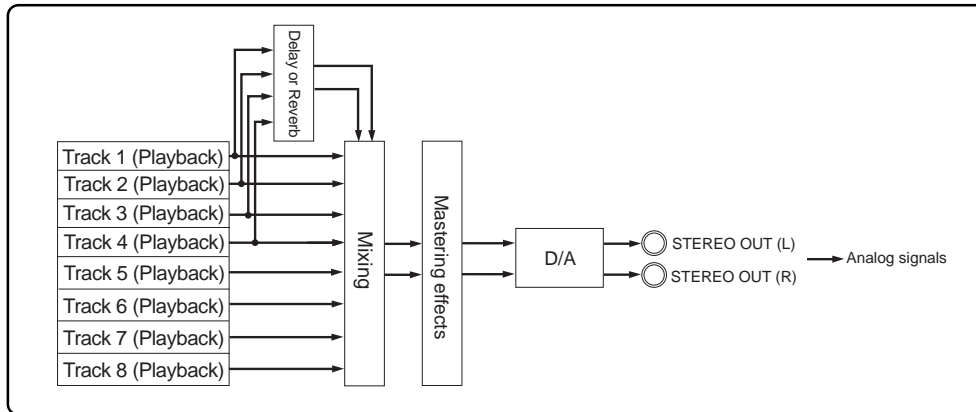 Delay or Reverb
Track 1 (Playback)
Track 2 (Playback)
Track 3 (Playback)
Track 4 (Playback)
Track 5 (Playback)
Track 6 (Playback)
Track 7 (Playback)
Track 8 (Playback)
Mixing
Mastering effects
D/A
STEREO OUT (L)
STEREO OUT (R)
Analog signals